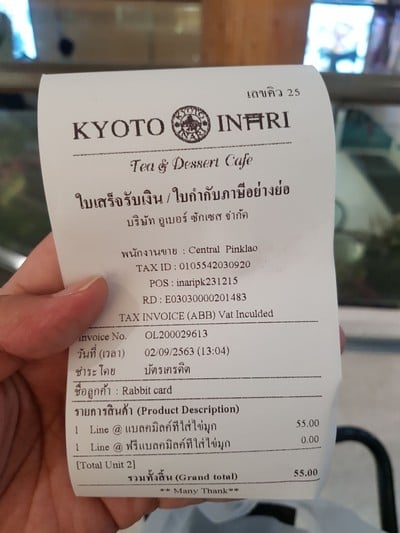 เลขคิว 25
KYOTO INARI
KYOTO INARI
Tea & Dessert Cafe
ใบเสร็จรับเงิน / ใบกำกับภาษีอย่างย่อ
บริษัท อูเบอร์ ซักเซส จำกัด
พนักงานขาย : Central Pinklao
TAX ID : 0105542030920
POS : inaripk231215
RD : E03030000201483
TAX INVOICE (ABB) Vat Inculded
Invoice No. OL200029613
วันที่ (เวลา) 02/09/2563 (13:04)
ชำระโดย บัตรเครดิต
ชื่อลูกค้า : Rabbit card
รายการสินค้า (Product Description)
1 Line @ แบลคมิลค์ทีใส่ไข่มุก 55.00
1 Line @ ฟรีแบลคมิลค์ทีใส่ไข่มุก 0.00
[Total Unit 2]
รวมทั้งสิ้น (Grand total) 55.00
** Many Thank**